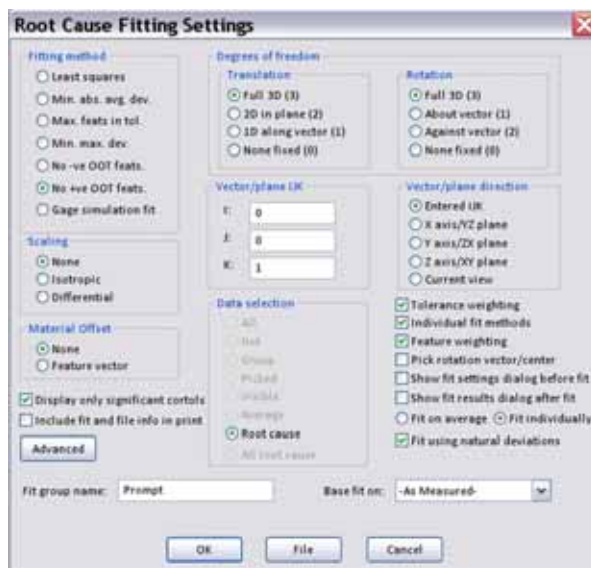 Root Cause Fitting Settings
Fitting method
Least squares
Min. abs. avg. dev.
Max. feats in tol.
Min. max. dev.
No -ve OOT feats.
No +ve OOT feats.
Gage simulation fit
Scaling
None
Isotropic
Differential
Material Offset
None
Feature vector
Display only significant contols
Include fit and file info in print
Advanced
Degrees of freedom
Translation
Full 3D (3)
2D in plane (2)
1D along vector (1)
None fixed (0)
Rotation
Full 3D (3)
About vector (1)
Against vector (2)
None fixed (0)
Vector/plane IJK
I: 0
J: 0
K: 1
Vector/plane direction
Entered IJK
X axis/YZ plane
Y axis/ZX plane
Z axis/XY plane
Current view
Data selection
All
Group
Picked
Visible
Average
Root cause
All root cause
Tolerance weighting
Individual fit methods
Feature weighting
Pick rotation vector/center
Show fit settings dialog before fit
Show fit results dialog after fit
Fit on average Fit individually
Fit using natural deviations
Fit group name: Prompt
Base fit on: -As Measured-
OK File Cancel